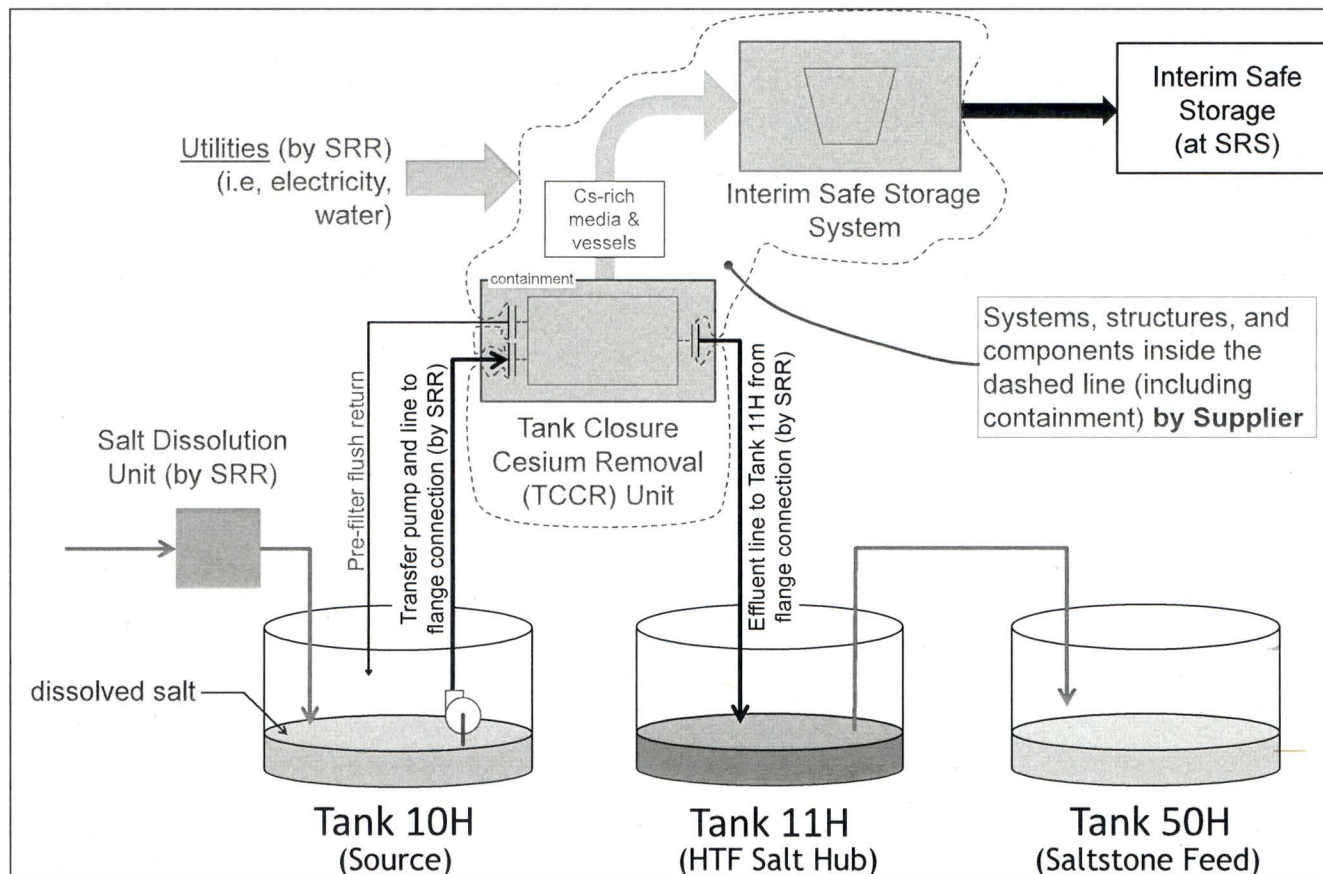 Interim Safe
Storage
(at SRS)
Utilities (by SRR)
(i.e, electricity,
water)
Cs-rich
media &
vessels
Interim Safe Storage
System
containment
Systems, structures, and
components inside the
dashed line (including
containment) by Supplier
Tank Closure
Cesium Removal
(TCCR) Unit
Salt Dissolution
Unit (by SRR)
Pre-filter flush return
Transfer pump and line to
flange connection (by SRR)
Effluent line to Tank 11H from
flange connection (by SRR)
dissolved salt
Tank 10H
(Source)
Tank 11H
(HTF Salt Hub)
Tank 50H
(Saltstone Feed)